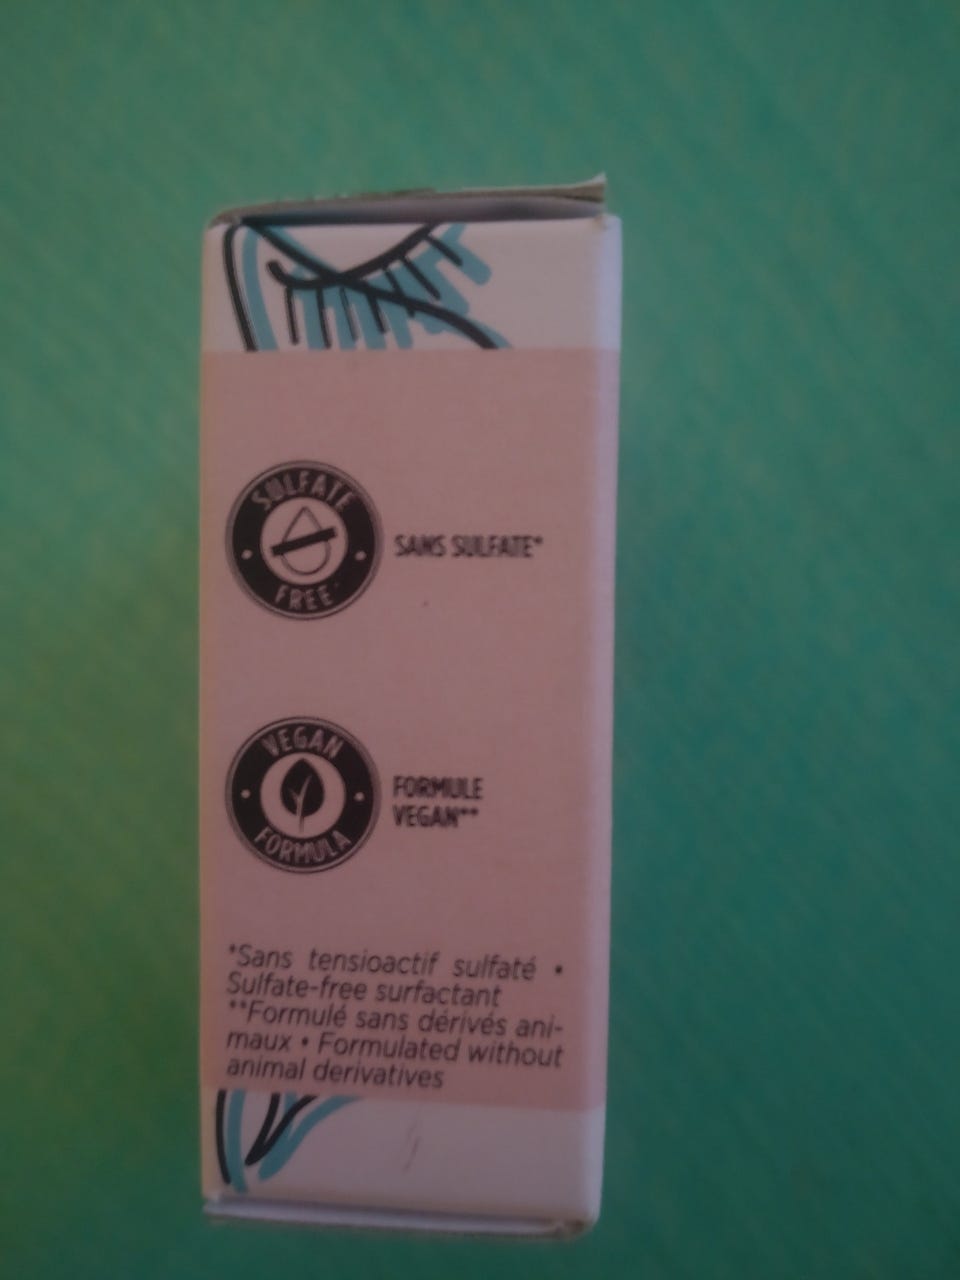 SULFATE
FREE*
SANS SULFATE*
VEGAN
FORMULA
FORMULE
VEGAN**
*Sans tensioactif sulfaté •
Sulfate-free surfactant
**Formulé sans dérivés ani-
maux • Formulated without
animal derivatives